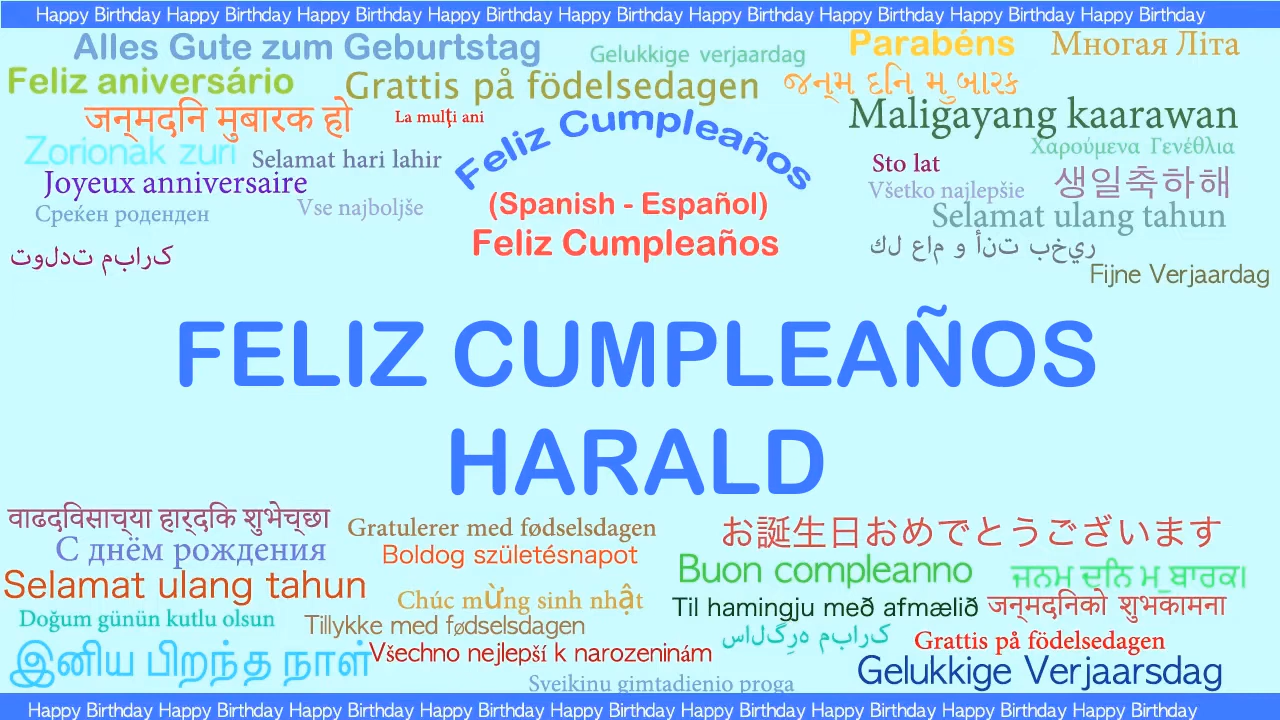 Happy Birthday Happy Birthday Happy Birthday Happy Birthday Happy Birthday Happy Birthday Happy Birthday Happy Birthday Happy Birthday
Alles Gute zum Geburtstag
Gelukkige verjaardag
Parabéns
Многая Літа
Feliz aniversário
Grattis på födelsedagen
જન્મ દિન મુબારક
जन्मदिन मुबारक हो
La mulţi ani
Feliz Cumpleaños
Maligayang kaarawan
Zorionak zuri
Selamat hari lahir
Sto lat
Χαρούμενα Γενέθλια
Joyeux anniversaire
(Spanish - Español)
Všetko najlepšie
생일축하해
Срeќен роденден
Vse najboljše
Feliz Cumpleaños
Selamat ulang tahun
تولدت مبارک
كل عام و أنت بخير
Fijne Verjaardag
FELIZ CUMPLEAÑOS
HARALD
वाढदिवसाच्या हार्दिक शुभेच्छा
Gratulerer med fødselsdagen
お誕生日おめでとうございます
С днём рождения
Boldog születésnapot
Buon compleanno
ਜਨਮ ਦਿਨ ਮੁਬਾਰਕ।
Selamat ulang tahun
Chúc mừng sinh nhật
Til hamingju með afmælið
जन्मदिनको शुभकामना
Doğum günün kutlu olsun
Tillykke med fødselsdagen
سالگرہ مبارک
Grattis på födelsedagen
இனிய பிறந்த நாள்
Všechno nejlepší k narozeninám
Gelukkige Verjaarsdag
Sveikinu gimtadienio proga
Happy Birthday Happy Birthday Happy Birthday Happy Birthday Happy Birthday Happy Birthday Happy Birthday Happy Birthday Happy Birthday